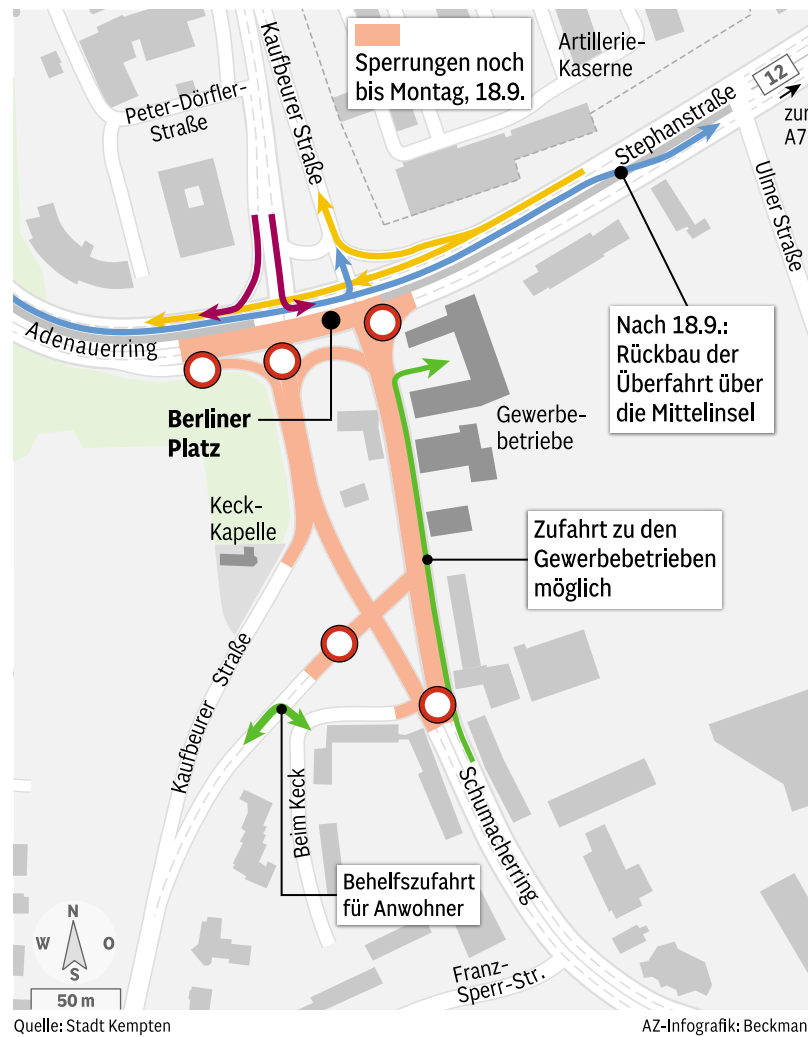 Sperrungen noch
bis Montag, 18.9.
Artillerie-
Kaserne
Kaufbeurer Straße
Peter-Dörfler-
Straße
Stephanstraße
12
zur
A7
Ulmer Straße
Adenauerring
Nach 18.9.:
Rückbau der
Überfahrt über
die Mittelinsel
Berliner
Platz
Gewerbe-
betriebe
Keck-
Kapelle
Zufahrt zu den
Gewerbebetrieben
möglich
Kaufbeurer Straße
Beim Keck
Schumacherring
Behelfszufahrt
für Anwohner
Franz-
Sperr-Str.
N
W O
S
50 m
Quelle: Stadt Kempten
AZ-Infografik: Beckman